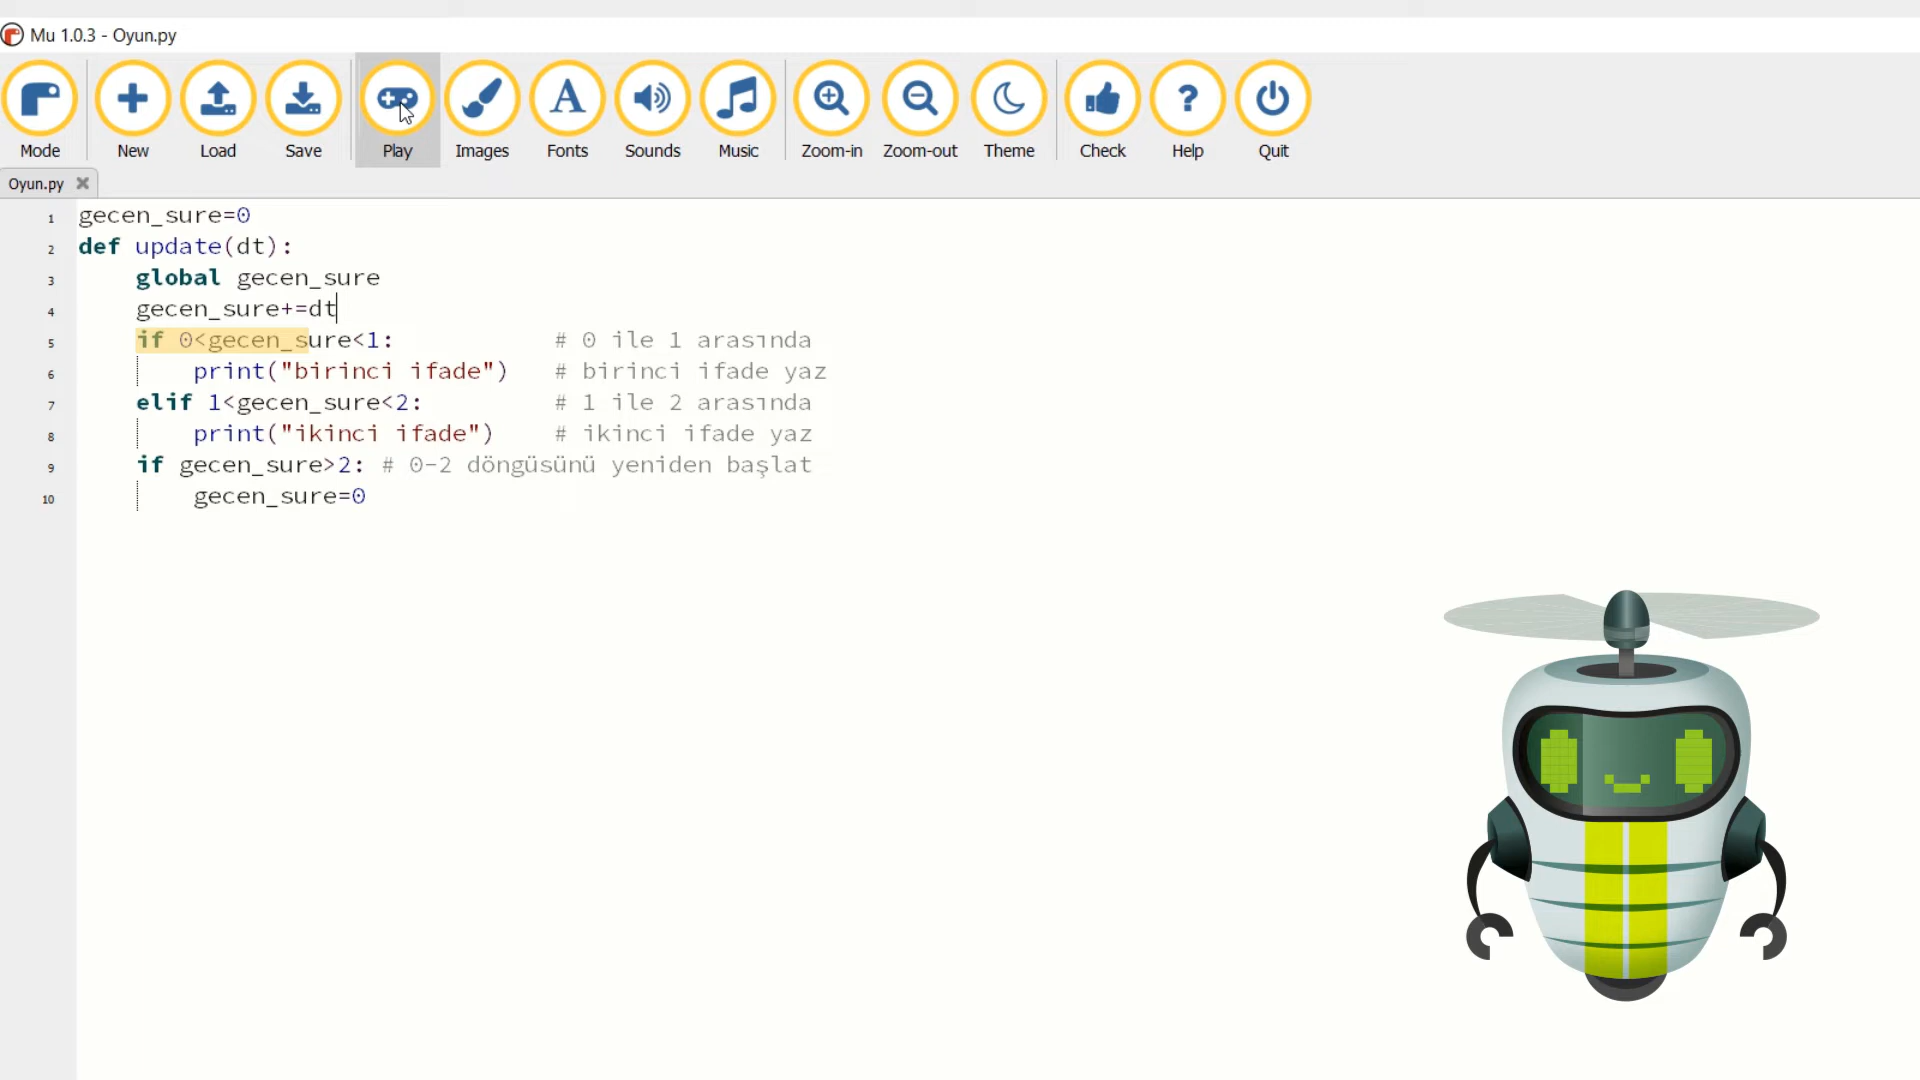 Mu 1.0.3 - Oyun.py
Mode New Load Save Play Images Fonts Sounds Music Zoom-in Zoom-out Theme Check Help Quit
Oyun.py
1 gecen_sure=0
2 def update(dt):
3 global gecen_sure
4 gecen_sure+=dt
5 if 0<gecen_sure<1: # 0 ile 1 arasında
6 print("birinci ifade") # birinci ifade yaz
7 elif 1<gecen_sure<2: # 1 ile 2 arasında
8 print("ikinci ifade") # ikinci ifade yaz
9 if gecen_sure>2: # 0-2 döngüsünü yeniden başlat
10 gecen_sure=0